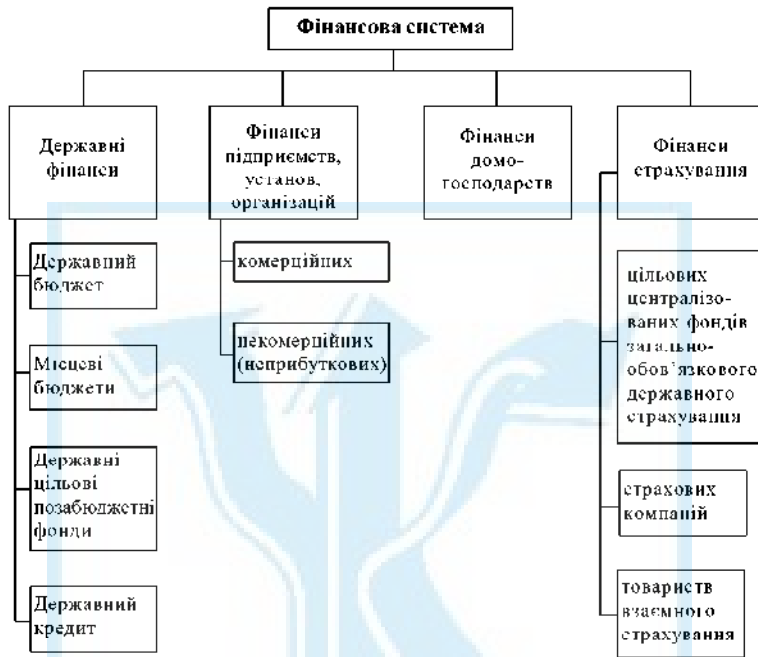 Фінансова система
Державні
фінанси
Фінанси
підприємств,
установ,
організацій
Фінанси
домо-
господарств
Фінанси
страхування
Державний
бюджет
Місцеві
бюджети
Державні
цільові
позабюджетні
фонди
Державний
кредит
комерційних
некомерційних
(неприбуткових)
цільових
централізо-
ваних фондів
загально-
обов’язкового
державного
страхування
страхових
компаній
товариств
взаємного
страхування